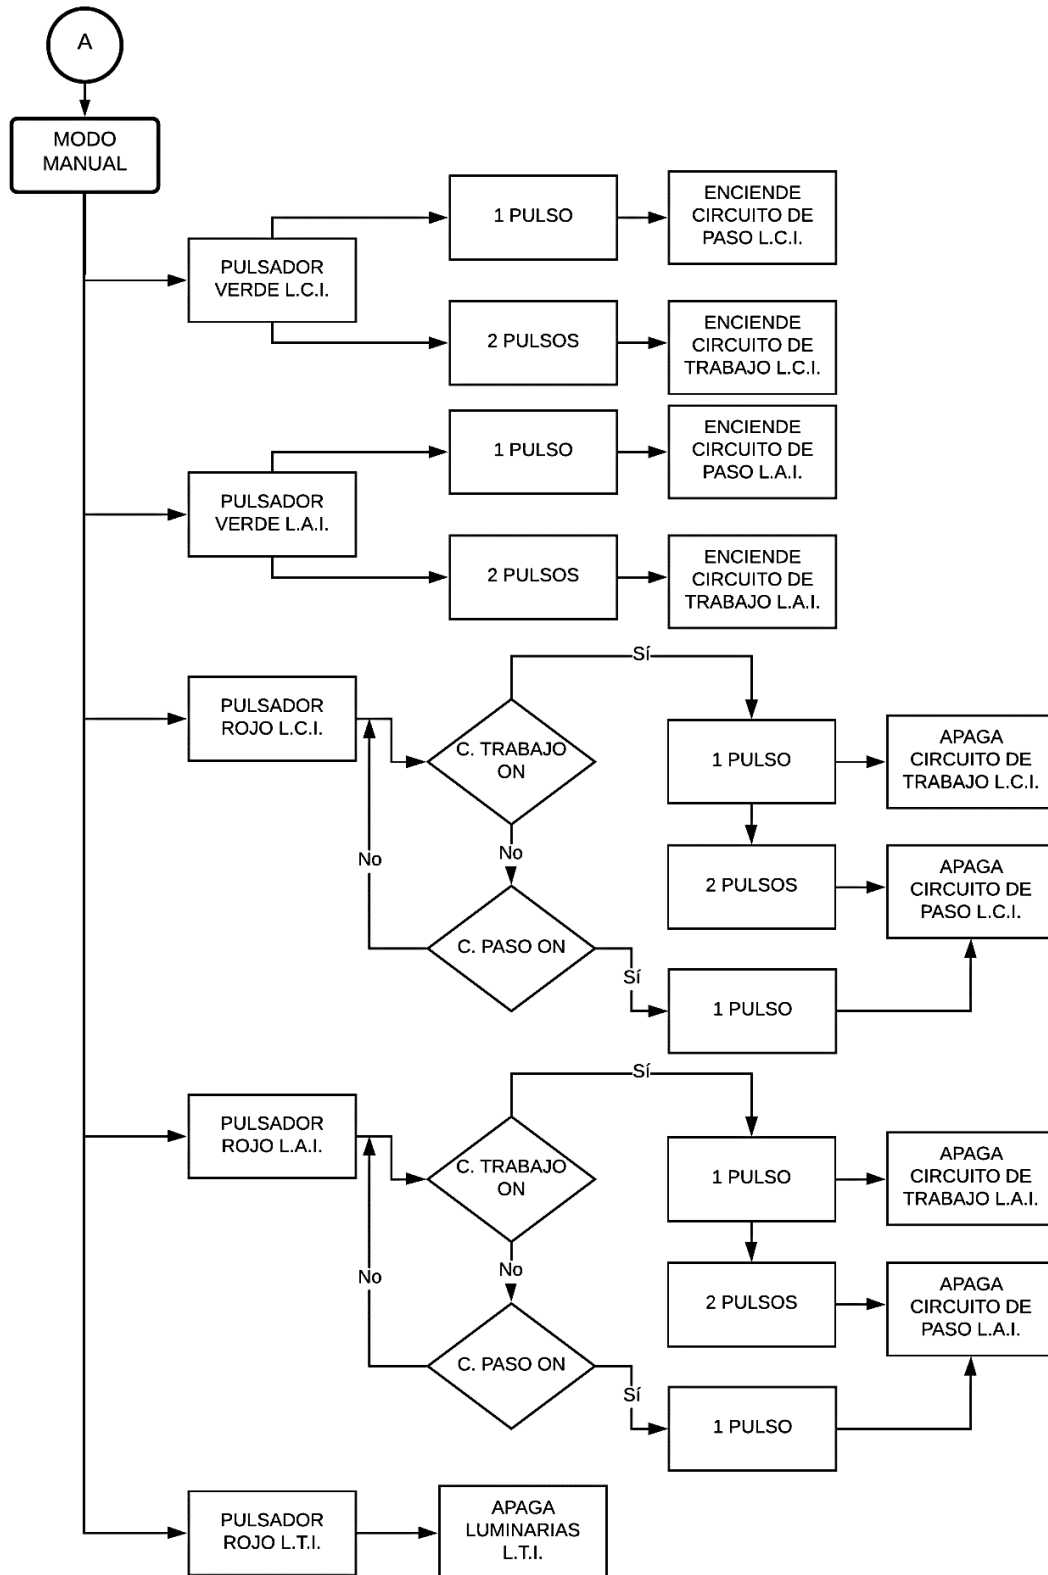 A
MODO
MANUAL
PULSADOR
VERDE L.C.I.
1 PULSO
ENCIENDE
CIRCUITO DE
PASO L.C.I.
2 PULSOS
ENCIENDE
CIRCUITO DE
TRABAJO L.C.I.
PULSADOR
VERDE L.A.I.
1 PULSO
ENCIENDE
CIRCUITO DE
PASO L.A.I.
2 PULSOS
ENCIENDE
CIRCUITO DE
TRABAJO L.A.I.
PULSADOR
ROJO L.C.I.
C. TRABAJO
ON
Sí
1 PULSO
APAGA
CIRCUITO DE
TRABAJO L.C.I.
No
No
2 PULSOS
APAGA
CIRCUITO DE
PASO L.C.I.
C. PASO ON
Sí
1 PULSO
PULSADOR
ROJO L.A.I.
C. TRABAJO
ON
Sí
1 PULSO
APAGA
CIRCUITO DE
TRABAJO L.A.I.
No
No
2 PULSOS
APAGA
CIRCUITO DE
PASO L.A.I.
C. PASO ON
Sí
1 PULSO
PULSADOR
ROJO L.T.I.
APAGA
LUMINARIAS
L.T.I.